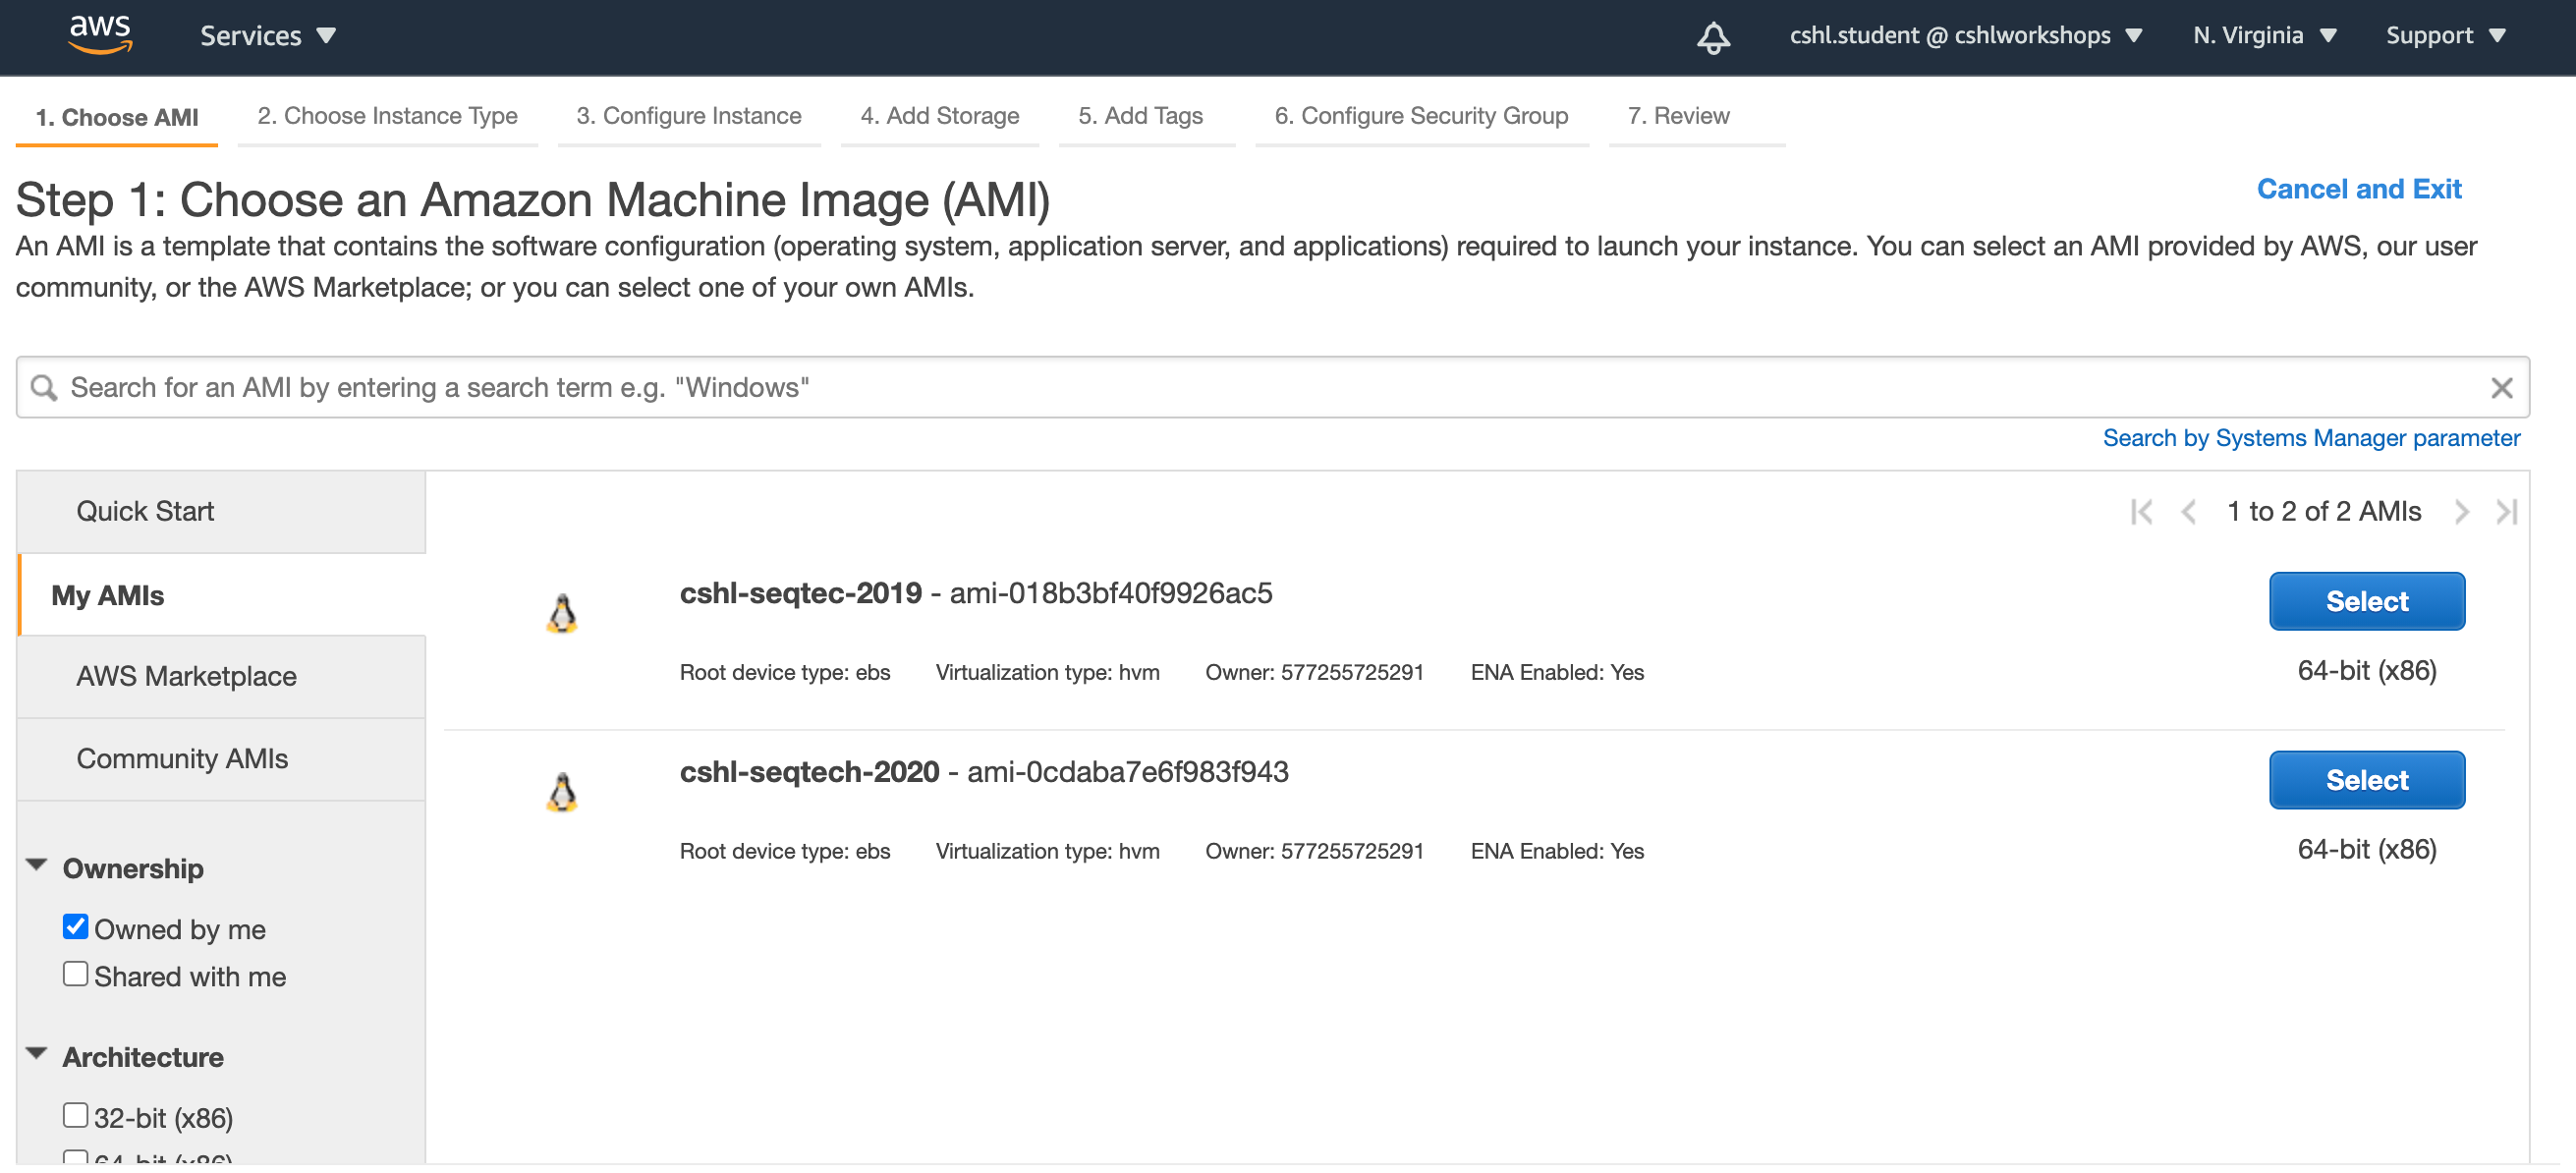 aws
Services
cshl.student @ cshlworkshops
N. Virginia
Support
1. Choose AMI
2. Choose Instance Type
3. Configure Instance
4. Add Storage
5. Add Tags
6. Configure Security Group
7. Review
Step 1: Choose an Amazon Machine Image (AMI)
Cancel and Exit
An AMI is a template that contains the software configuration (operating system, application server, and applications) required to launch your instance. You can select an AMI provided by AWS, our user
community, or the AWS Marketplace; or you can select one of your own AMIs.
Search for an AMI by entering a search term e.g. "Windows"
Search by Systems Manager parameter
Quick Start
My AMIs
AWS Marketplace
Community AMIs
Ownership
Owned by me
Shared with me
Architecture
32-bit (x86)
64-bit (x86)
1 to 2 of 2 AMIs
cshl-seqtec-2019 - ami-018b3bf40f9926ac5
Select
Root device type: ebs Virtualization type: hvm Owner: 577255725291 ENA Enabled: Yes
64-bit (x86)
cshl-seqtech-2020 - ami-0cdaba7e6f983f943
Select
Root device type: ebs Virtualization type: hvm Owner: 577255725291 ENA Enabled: Yes
64-bit (x86)